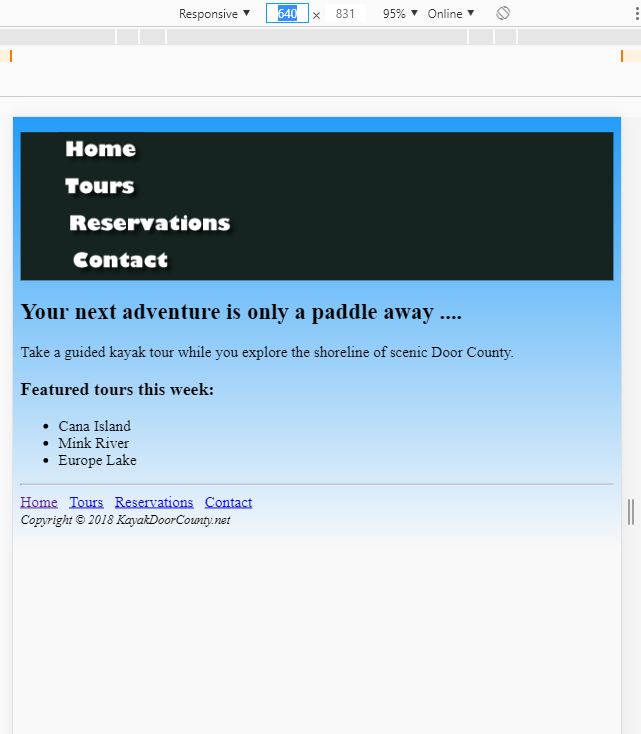 Responsive ▼ 640 × 831 95% ▼ Online ▼
Home
Tours
Reservations
Contact
Your next adventure is only a paddle away ....
Take a guided kayak tour while you explore the shoreline of scenic Door County.
Featured tours this week:
• Cana Island
• Mink River
• Europe Lake
Home Tours Reservations Contact
Copyright © 2018 KayakDoorCounty.net